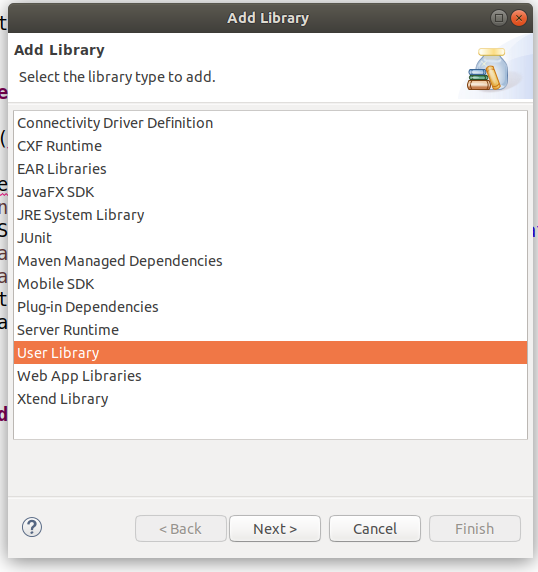 Add Library
Add Library
Select the library type to add.
Connectivity Driver Definition
CXF Runtime
EAR Libraries
JavaFX SDK
JRE System Library
JUnit
Maven Managed Dependencies
Mobile SDK
Plug-in Dependencies
Server Runtime
User Library
Web App Libraries
Xtend Library
? < Back Next > Cancel Finish